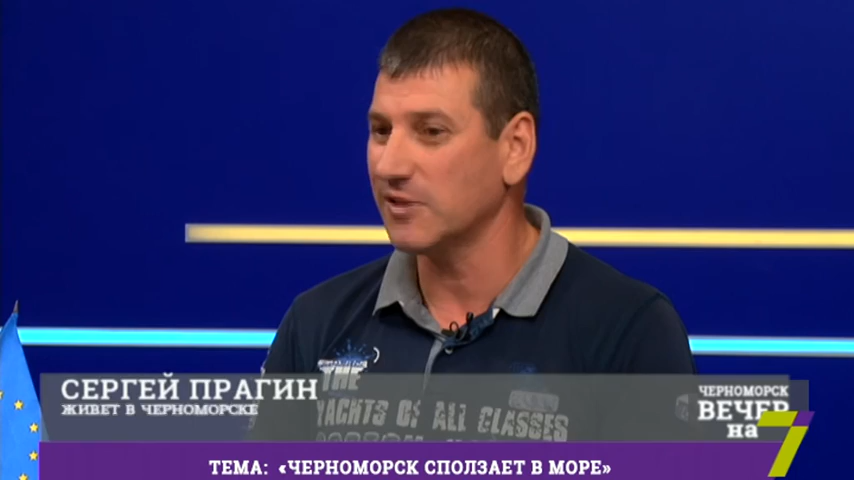 THE
YACHTS OF ALL CLASSES
СЕРГЕЙ ПРАГИН
ЖИВЕТ В ЧЕРНОМОРСКЕ
ЧЕРНОМОРСК
ВЕЧЕР
на 7
ТЕМА: «ЧЕРНОМОРСК СПОЛЗАЕТ В МОРЕ»